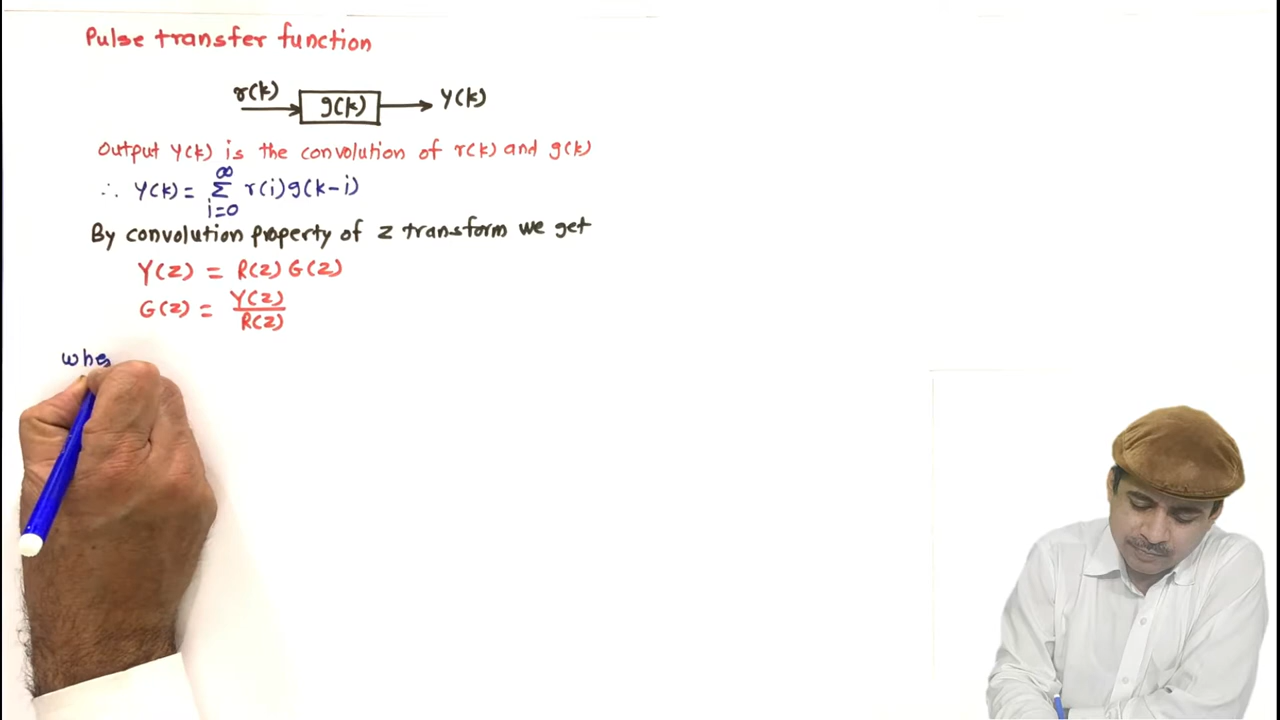 Pulse transfer function
r(k) g(k) Y(k)
Output Y(k) is the convolution of r(k) and g(k)
∴ Y(k) = ∞ Σ i=0 r(i) g(k-i)
By convolution property of z transform we get
Y(z) = R(z) G(z)
G(z) = Y(z) / R(z)
whe